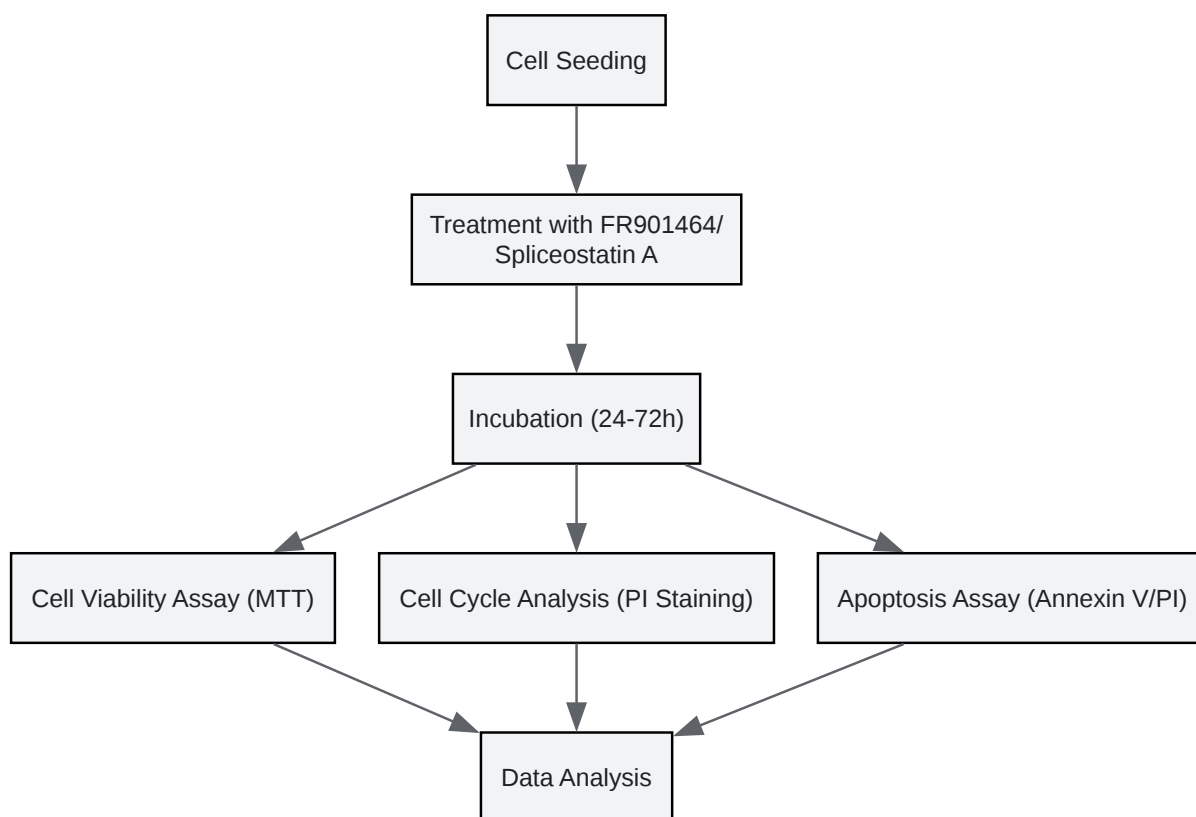 Cell Seeding
Treatment with FR901464/
Spliceostatin A
Incubation (24-72h)
Cell Viability Assay (MTT)
Cell Cycle Analysis (PI Staining)
Apoptosis Assay (Annexin V/PI)
Data Analysis